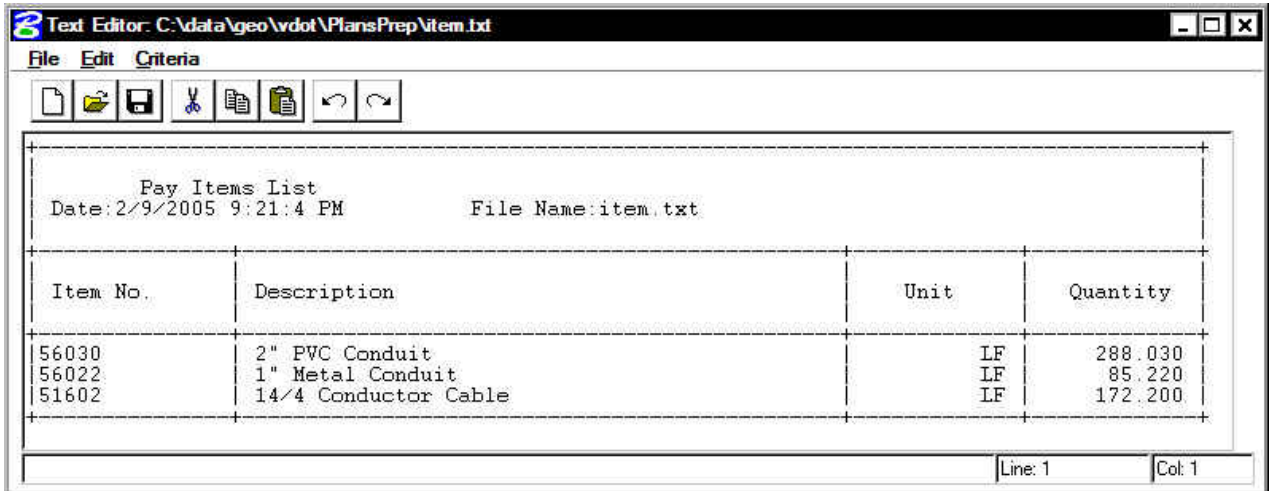 Text Editor: C:\data\geo\vdot\PlansPrep\item.txt
File Edit Criteria
Pay Items List
Date:2/9/2005 9:21:4 PM File Name:item.txt
Item No. Description Unit Quantity
56030 2" PVC Conduit LF 288.030
56022 1" Metal Conduit LF 85.220
51602 14/4 Conductor Cable LF 172.200
Line: 1 Col: 1